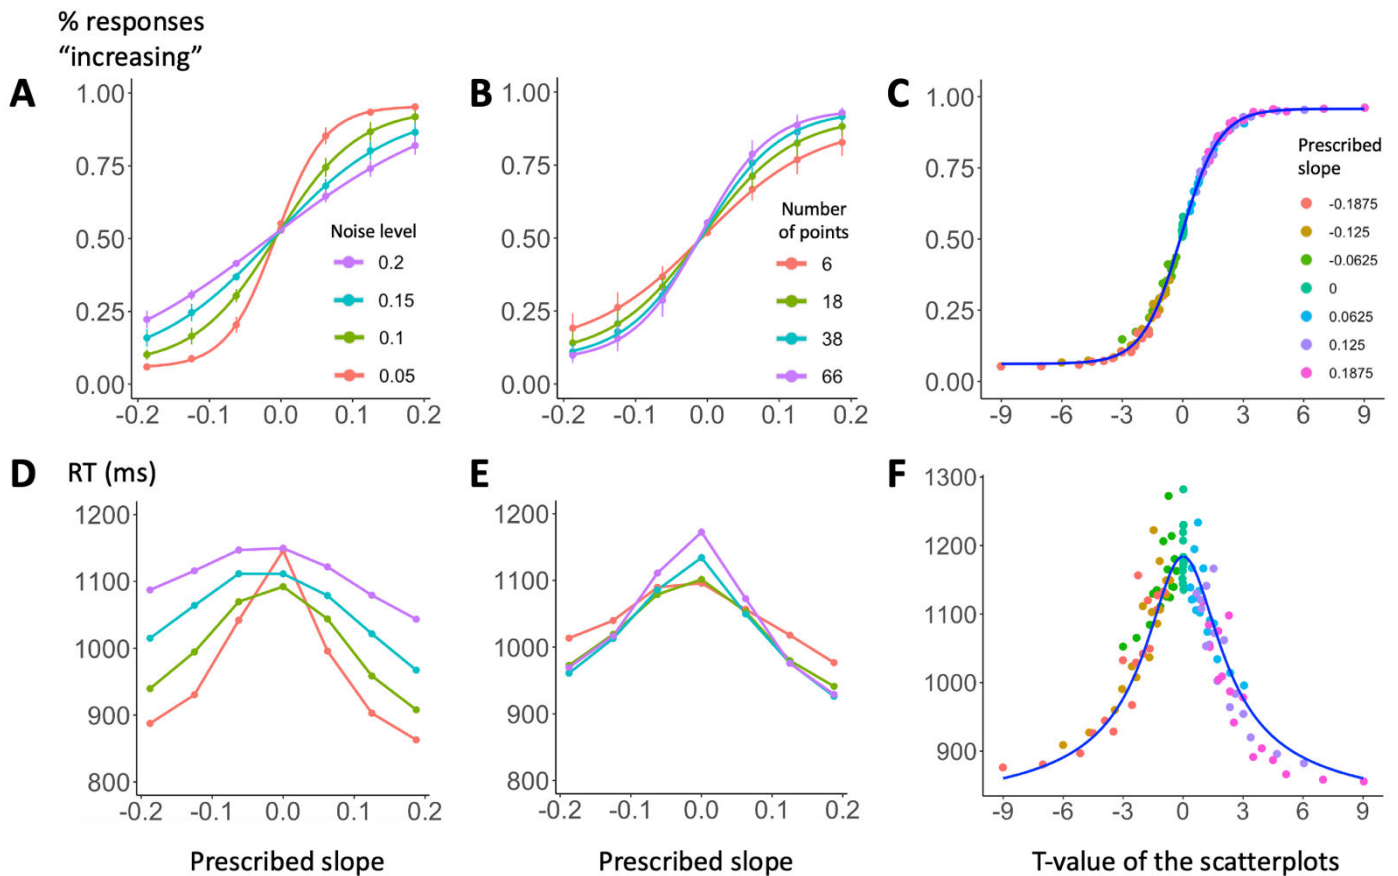 % responses
“increasing”
A
1.00
0.75
0.50
0.25
0.00
-0.2 -0.1 0.0 0.1 0.2
Noise level
0.2
0.15
0.1
0.05
B
1.00
0.75
0.50
0.25
0.00
-0.2 -0.1 0.0 0.1 0.2
Number
of points
6
18
38
66
C
1.00
0.75
0.50
0.25
0.00
-9 -6 -3 0 3 6 9
Prescribed
slope
-0.1875
-0.125
-0.0625
0
0.0625
0.125
0.1875
D RT (ms)
1200
1100
1000
900
800
-0.2 -0.1 0.0 0.1 0.2
Prescribed slope
E
1200
1100
1000
900
800
-0.2 -0.1 0.0 0.1 0.2
Prescribed slope
F
1300
1200
1100
1000
900
-9 -6 -3 0 3 6 9
T-value of the scatterplots